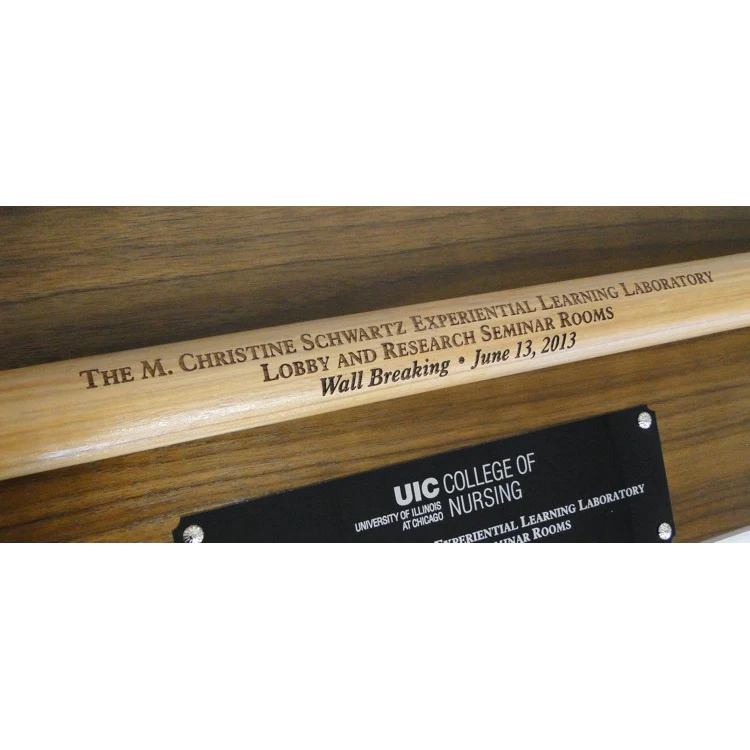 THE M. CHRISTINE SCHWARTZ EXPERIENTIAL LEARNING LABORATORY
LOBBY AND RESEARCH SEMINAR ROOMS
Wall Breaking • June 13, 2013
UIC COLLEGE OF
NURSING
UNIVERSITY OF ILLINOIS
AT CHICAGO
EXPERIENTIAL LEARNING LABORATORY
ROOMS